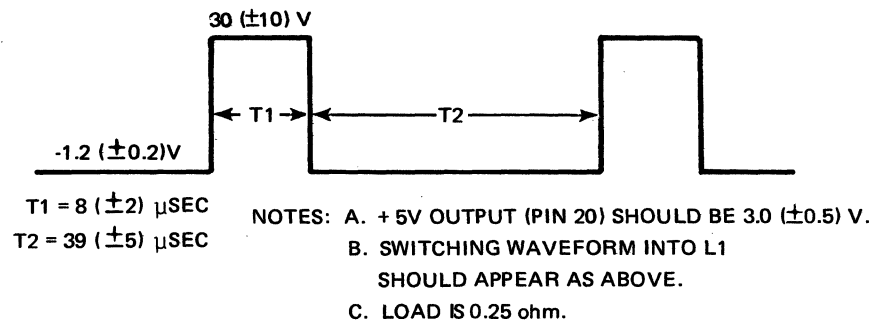 30 (±10) V
T1
T2
-1.2 (±0.2)V
T1 = 8 (±2) µSEC
T2 = 39 (±5) µSEC
NOTES: A. + 5V OUTPUT (PIN 20) SHOULD BE 3.0 (±0.5) V.
B. SWITCHING WAVEFORM INTO L1
SHOULD APPEAR AS ABOVE.
C. LOAD IS 0.25 ohm.